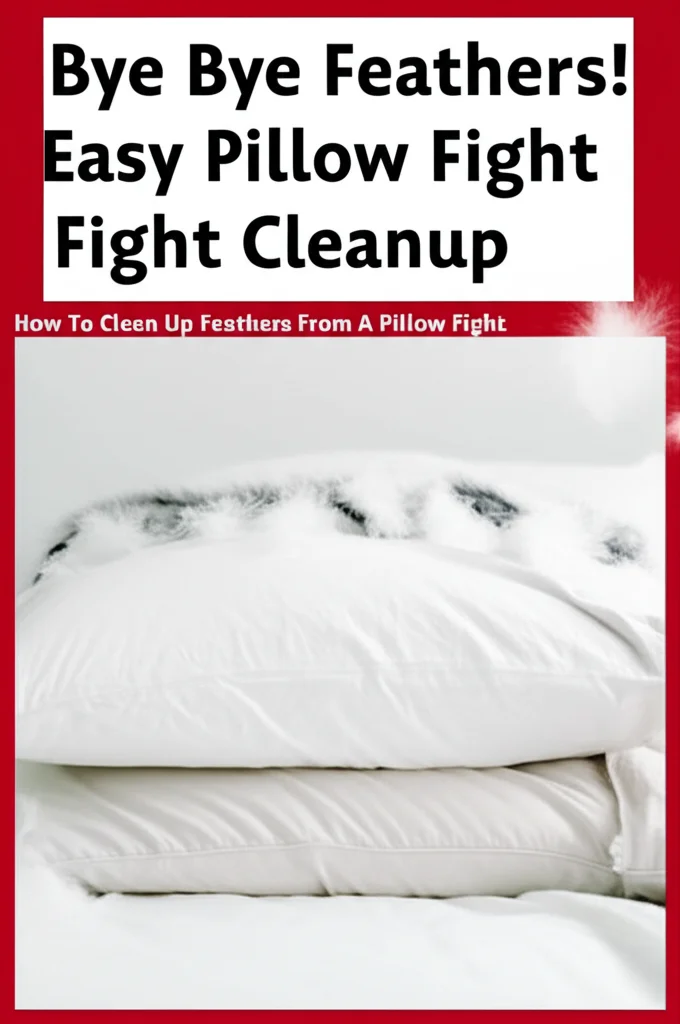 Bye Bye Feathers!
Easy Pillow Fight
Fight Cleanup
How To Cleen Up Festhers From A Pillow Fight